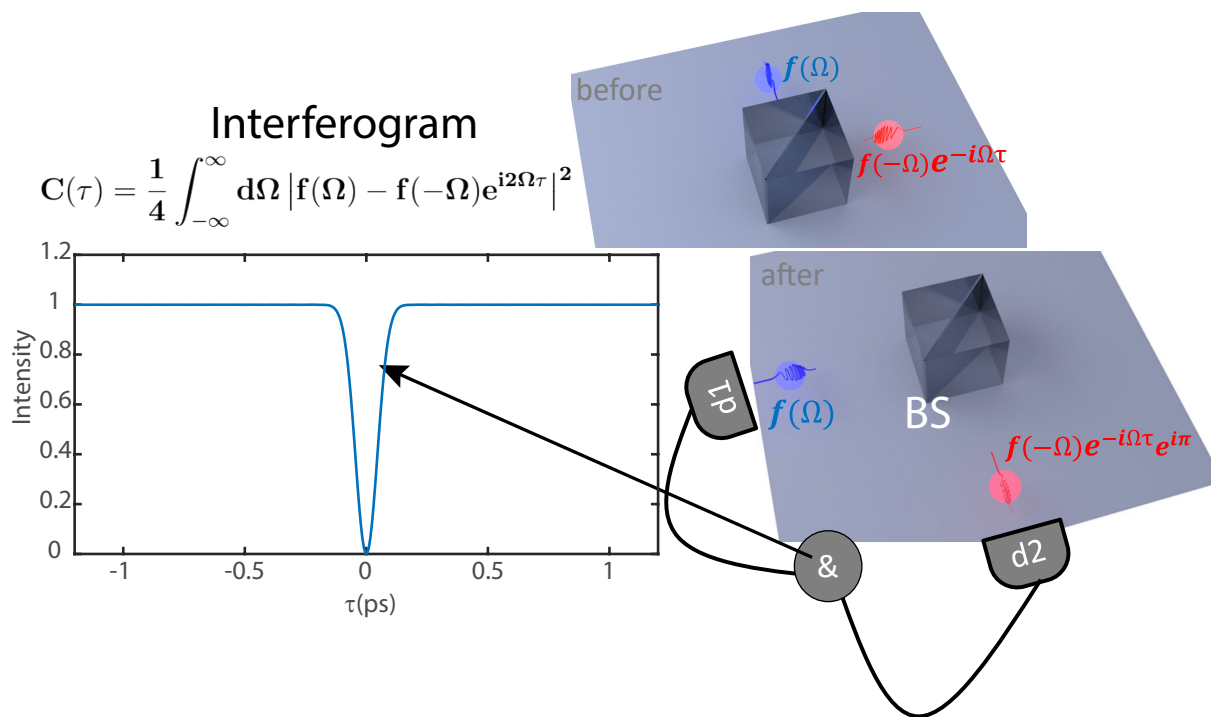 before
f(Ω)
f(-Ω)e^{-iΩτ}
Interferogram
C(τ) = 1/4 ∫_{-∞}^{∞} dΩ |f(Ω) − f(−Ω)e^{i2Ωτ}|^2
1.2
1
0.8
0.6
0.4
0.2
0
Intensity
-1 -0.5 0 0.5 1
τ(ps)
after
d1
f(Ω)
BS
f(-Ω)e^{-iΩτ}e^{iπ}
&
d2